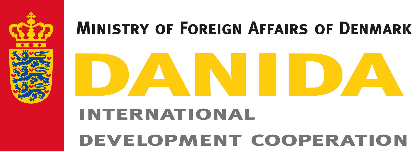 Ministry of Foreign Affairs of Denmark
DANIDA
INTERNATIONAL
DEVELOPMENT COOPERATION